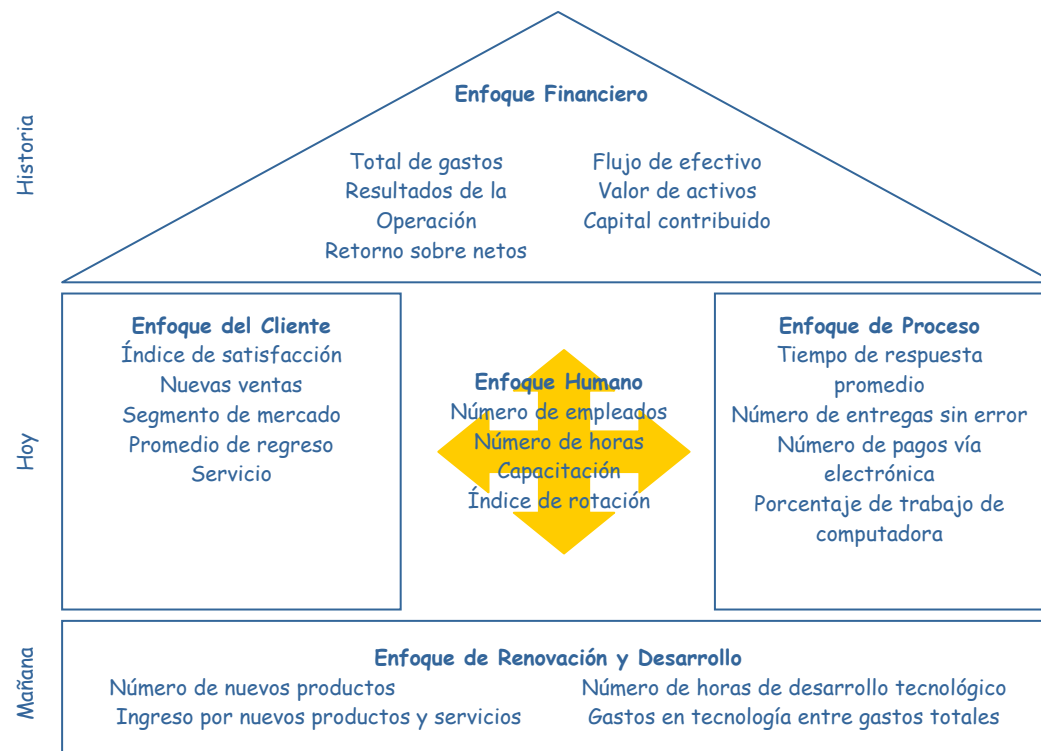 Historia
Enfoque Financiero
Total de gastos
Resultados de la
Operación
Retorno sobre netos
Flujo de efectivo
Valor de activos
Capital contribuido
Hoy
Enfoque del Cliente
Índice de satisfacción
Nuevas ventas
Segmento de mercado
Promedio de regreso
Servicio
Enfoque Humano
Número de empleados
Número de horas
Capacitación
Índice de rotación
Enfoque de Proceso
Tiempo de respuesta
promedio
Número de entregas sin error
Número de pagos vía
electrónica
Porcentaje de trabajo de
computadora
Mañana
Enfoque de Renovación y Desarrollo
Número de nuevos productos
Ingreso por nuevos productos y servicios
Número de horas de desarrollo tecnológico
Gastos en tecnología entre gastos totales